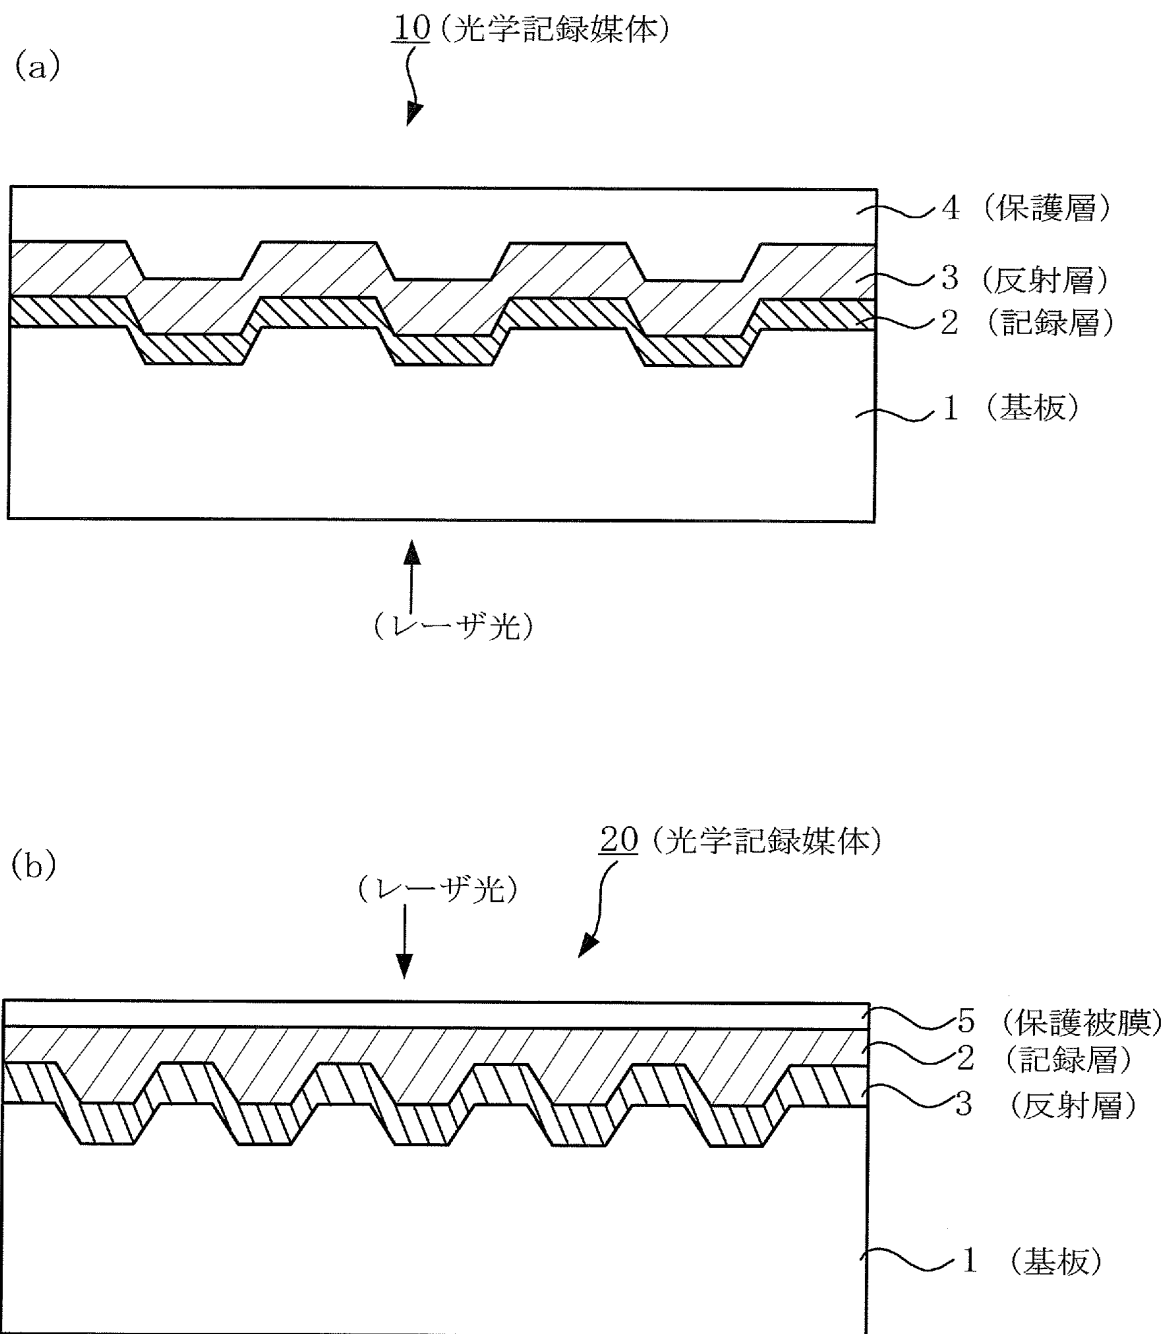 10 (光学記録媒体)
(a)
4 (保護層)
3 (反射層)
2 (記録層)
1 (基板)
(レーザ光)
20 (光学記録媒体)
(b)
(レーザ光)
5 (保護被膜)
2 (記録層)
3 (反射層)
1 (基板)